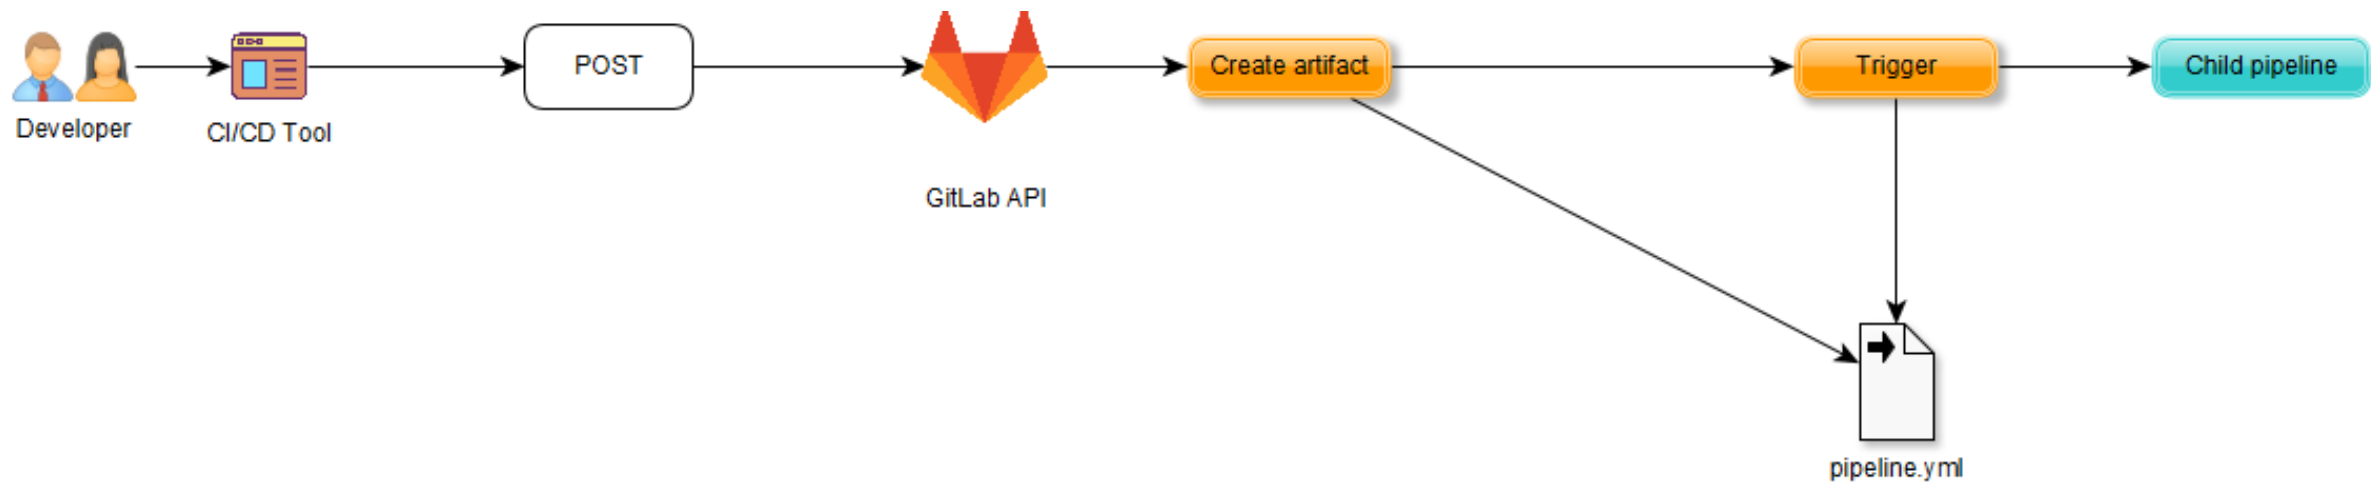 Developer
CI/CD Tool
POST
GitLab API
Create artifact
Trigger
Child pipeline
pipeline.yml